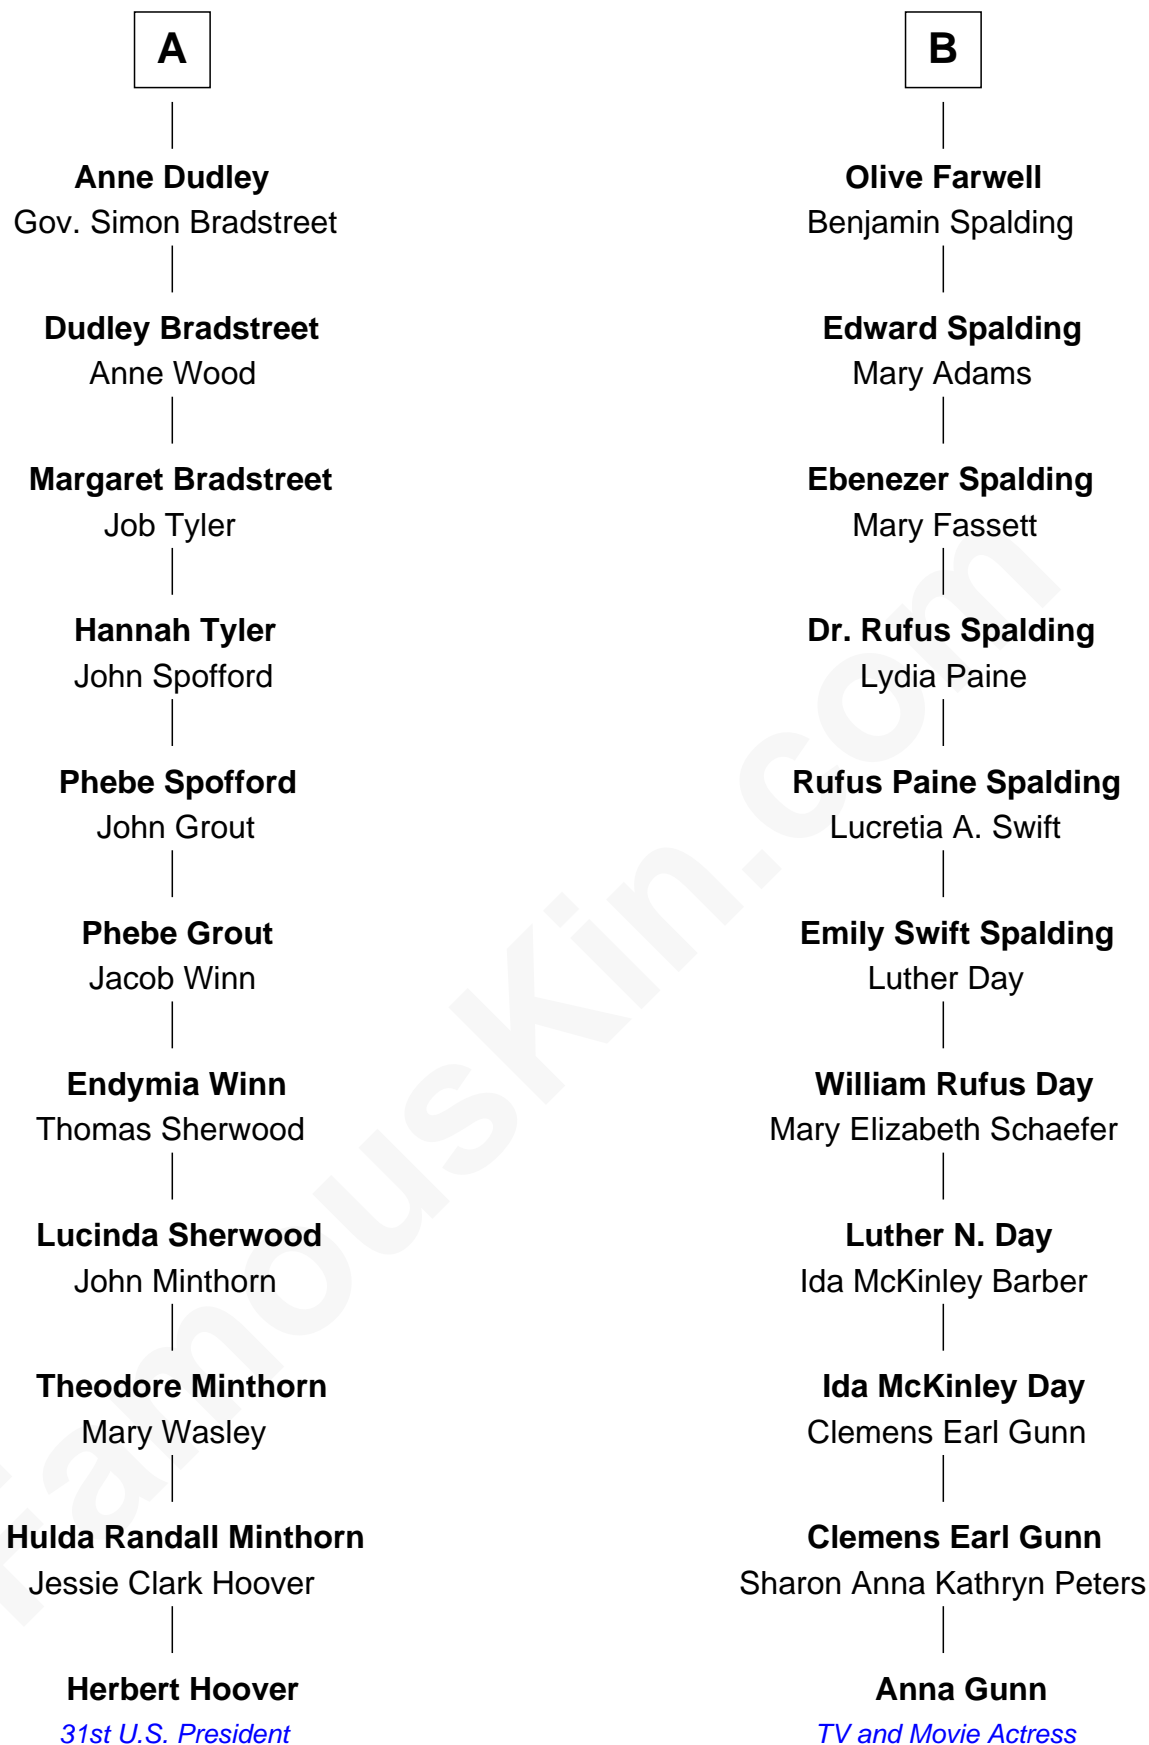 A
Anne Dudley
Gov. Simon Bradstreet
Dudley Bradstreet
Anne Wood
Margaret Bradstreet
Job Tyler
Hannah Tyler
John Spofford
Phebe Spofford
John Grout
Phebe Grout
Jacob Winn
Endymia Winn
Thomas Sherwood
Lucinda Sherwood
John Minthorn
Theodore Minthorn
Mary Wasley
Hulda Randall Minthorn
Jessie Clark Hoover
Herbert Hoover
31st U.S. President
B
Olive Farwell
Benjamin Spalding
Edward Spalding
Mary Adams
Ebenezer Spalding
Mary Fassett
Dr. Rufus Spalding
Lydia Paine
Rufus Paine Spalding
Lucretia A. Swift
Emily Swift Spalding
Luther Day
William Rufus Day
Mary Elizabeth Schaefer
Luther N. Day
Ida McKinley Barber
Ida McKinley Day
Clemens Earl Gunn
Clemens Earl Gunn
Sharon Anna Kathryn Peters
Anna Gunn
TV and Movie Actress
FamousKin.com